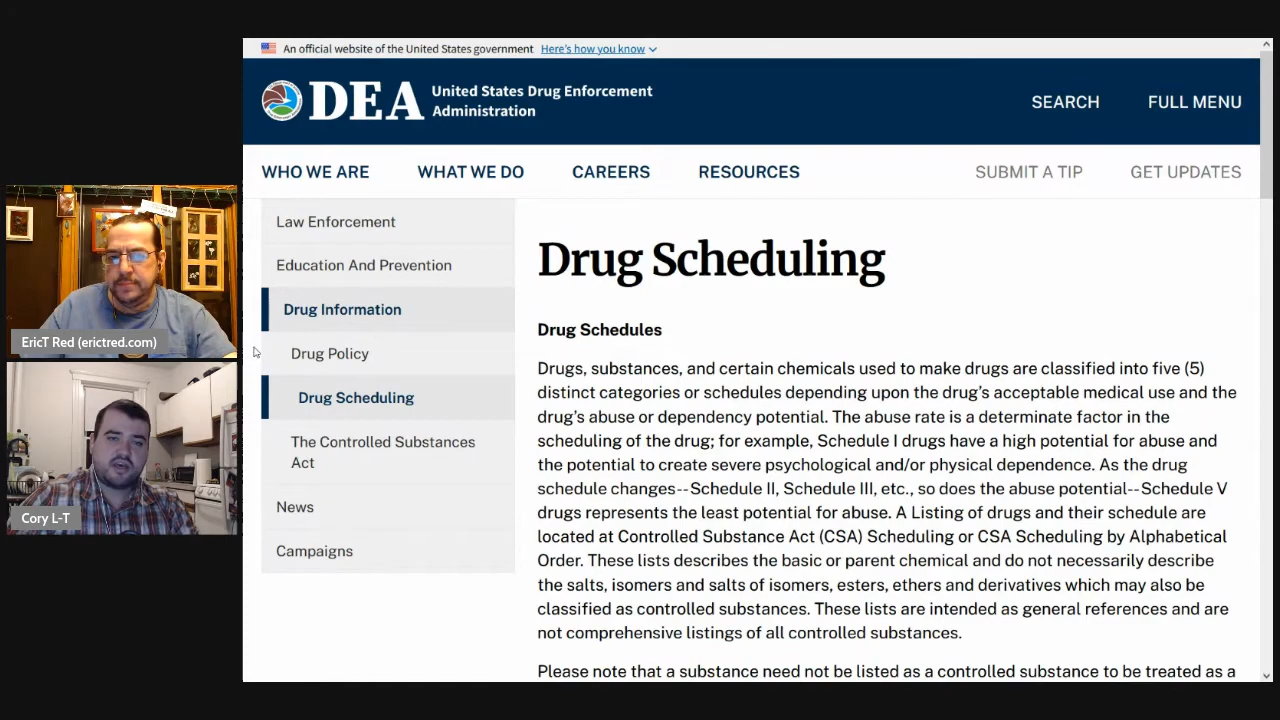 An official website of the United States government Here's how you know
DEA
United States Drug Enforcement
Administration
SEARCH
FULL MENU
WHO WE ARE
WHAT WE DO
CAREERS
RESOURCES
SUBMIT A TIP
GET UPDATES
EricT Red (erictred.com)
Cory L-T
Law Enforcement
Education And Prevention
Drug Information
Drug Policy
Drug Scheduling
The Controlled Substances
Act
News
Campaigns
Drug Scheduling
Drug Schedules
Drugs, substances, and certain chemicals used to make drugs are classified into five (5)
distinct categories or schedules depending upon the drug's acceptable medical use and the
drug's abuse or dependency potential. The abuse rate is a determinate factor in the
scheduling of the drug; for example, Schedule I drugs have a high potential for abuse and
the potential to create severe psychological and/or physical dependence. As the drug
schedule changes--Schedule II, Schedule III, etc., so does the abuse potential--Schedule V
drugs represents the least potential for abuse. A Listing of drugs and their schedule are
located at Controlled Substance Act (CSA) Scheduling or CSA Scheduling by Alphabetical
Order. These lists describes the basic or parent chemical and do not necessarily describe
the salts, isomers and salts of isomers, esters, ethers and derivatives which may also be
classified as controlled substances. These lists are intended as general references and are
not comprehensive listings of all controlled substances.
Please note that a substance need not be listed as a controlled substance to be treated as a